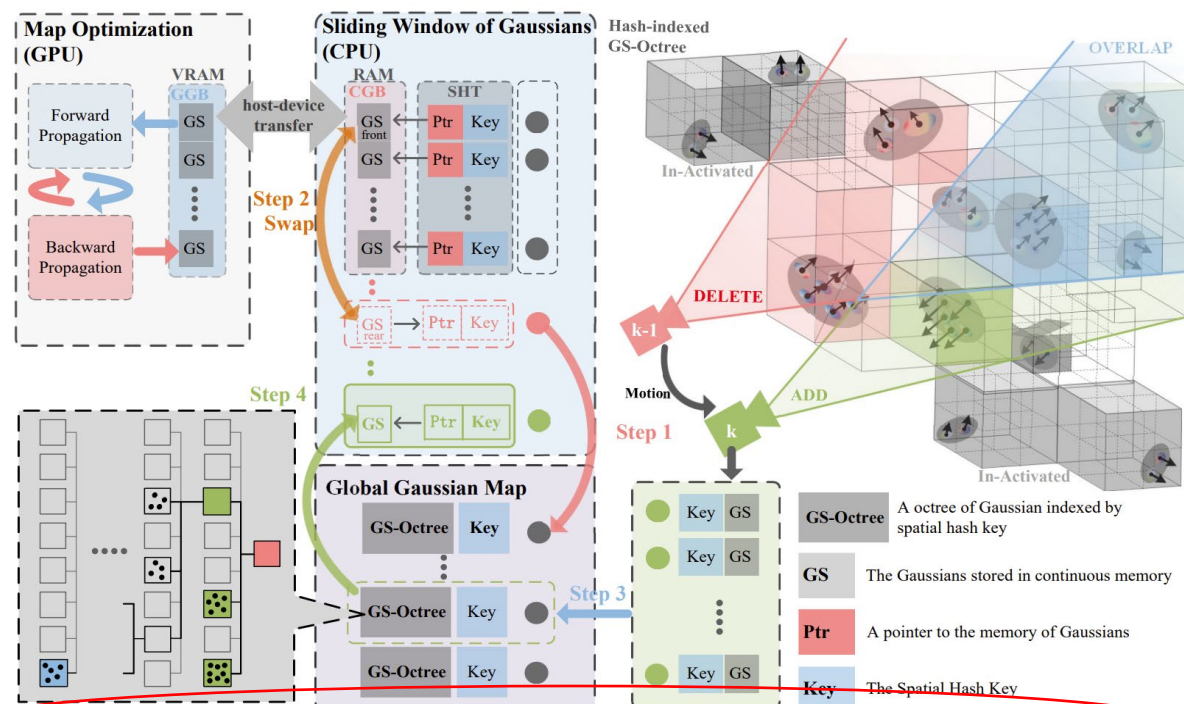 Map Optimization
(GPU)
VRAM
GGB
Forward
Propagation
Backward
Propagation
GS
GS
GS
host-device
transfer
Sliding Window of Gaussians
(CPU)
RAM
CGB
SHT
GS
front
Ptr
Key
GS
Ptr
Key
GS
Ptr
Key
Step 2
Swap
GS
rear
Ptr
Key
Step 4
GS
Ptr
Key
Global Gaussian Map
GS-Octree
Key
GS-Octree
Key
GS-Octree
Key
Step 3
Hash-indexed
GS-Octree
OVERLAP
In-Activated
DELETE
k-1
Motion
ADD
k
Step 1
In-Activated
Key
GS
Key
GS
Key
GS
GS-Octree
A octree of Gaussian indexed by
spatial hash key
GS
The Gaussians stored in continuous memory
Ptr
A pointer to the memory of Gaussians
Key
The Spatial Hash Key